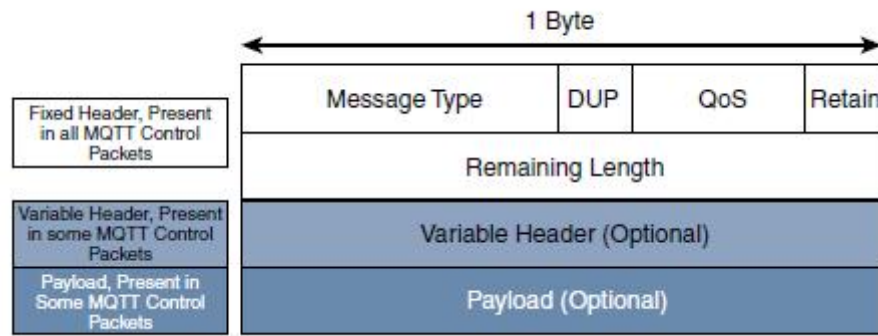 1 Byte
Message Type DUP QoS Retain
Fixed Header, Present
in all MQTT Control
Packets
Remaining Length
Variable Header, Present
in some MQTT Control
Packets
Variable Header (Optional)
Payload, Present in
Some MQTT Control
Packets
Payload (Optional)